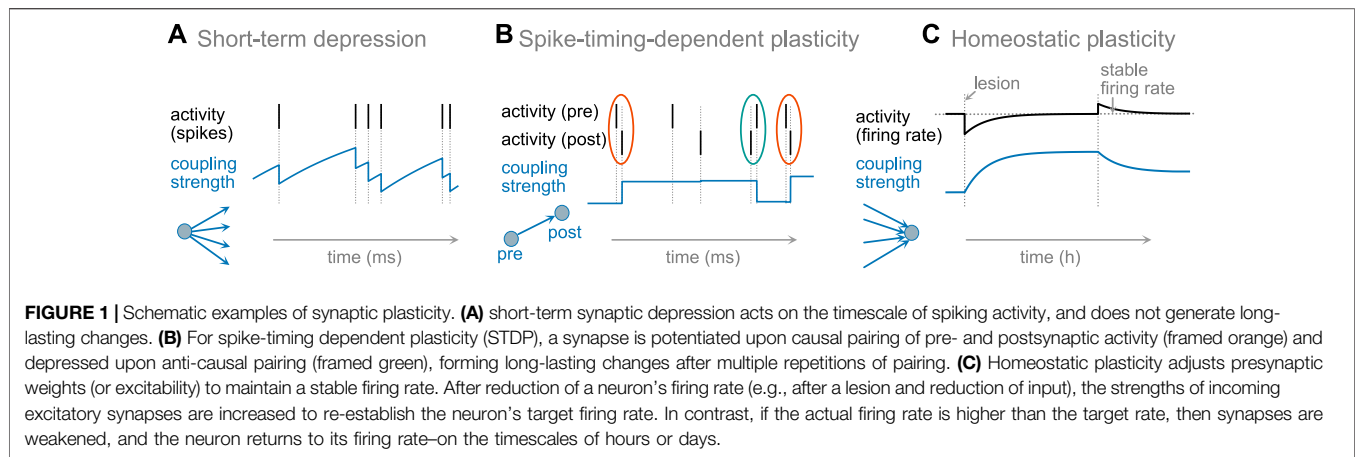 A Short-term depression
activity
(spikes)
coupling
strength
time (ms)
B Spike-timing-dependent plasticity
activity (pre)
activity (post)
coupling
strength
post
pre
time (ms)
C Homeostatic plasticity
lesion
stable
firing rate
activity
(firing rate)
coupling
strength
time (h)
FIGURE 1 | Schematic examples of synaptic plasticity. (A) short-term synaptic depression acts on the timescale of spiking activity, and does not generate long-
lasting changes. (B) For spike-timing dependent plasticity (STDP), a synapse is potentiated upon causal pairing of pre- and postsynaptic activity (framed orange) and
depressed upon anti-causal pairing (framed green), forming long-lasting changes after multiple repetitions of pairing. (C) Homeostatic plasticity adjusts presynaptic
weights (or excitability) to maintain a stable firing rate. After reduction of a neuron's firing rate (e.g., after a lesion and reduction of input), the strengths of incoming
excitatory synapses are increased to re-establish the neuron's target firing rate. In contrast, if the actual firing rate is higher than the target rate, then synapses are
weakened, and the neuron returns to its firing rate–on the timescales of hours or days.